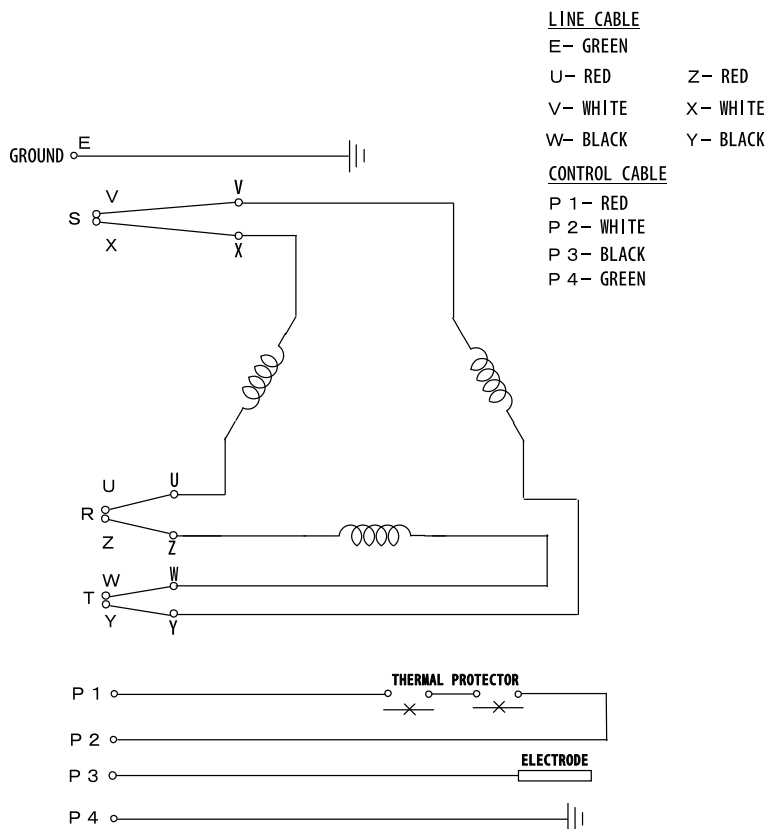 LINE CABLE
E- GREEN
U- RED Z- RED
V- WHITE X- WHITE
W- BLACK Y- BLACK
CONTROL CABLE
P 1- RED
P 2- WHITE
P 3- BLACK
P 4- GREEN
GROUND E
V V
S
X X
U U
R
Z Z
W W
T
Y Y
P 1 THERMAL PROTECTOR
P 2
P 3 ELECTRODE
P 4